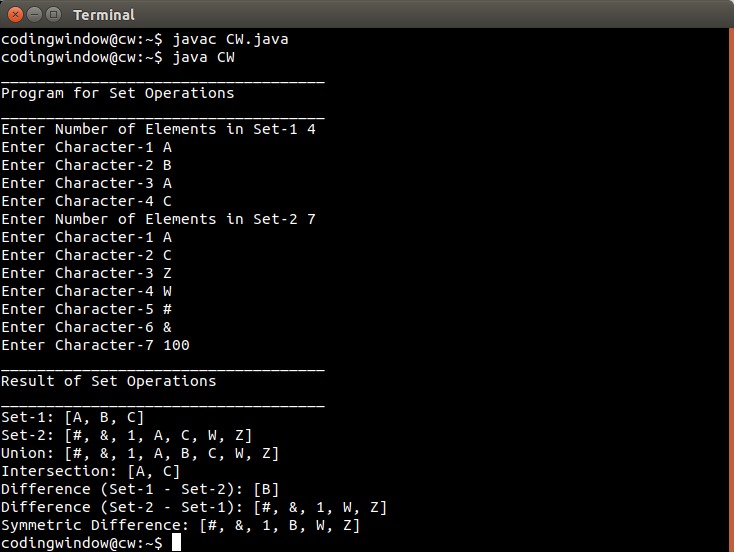 Terminal
codingwindow@cw:~$ javac CW.java
codingwindow@cw:~$ java CW
____________________________________
Program for Set Operations
____________________________________
Enter Number of Elements in Set-1 4
Enter Character-1 A
Enter Character-2 B
Enter Character-3 A
Enter Character-4 C
Enter Number of Elements in Set-2 7
Enter Character-1 A
Enter Character-2 C
Enter Character-3 Z
Enter Character-4 W
Enter Character-5 #
Enter Character-6 &
Enter Character-7 100
____________________________________
Result of Set Operations
____________________________________
Set-1: [A, B, C]
Set-2: [#, &, 1, A, C, W, Z]
Union: [#, &, 1, A, B, C, W, Z]
Intersection: [A, C]
Difference (Set-1 - Set-2): [B]
Difference (Set-2 - Set-1): [#, &, 1, W, Z]
Symmetric Difference: [#, &, 1, B, W, Z]
codingwindow@cw:~$